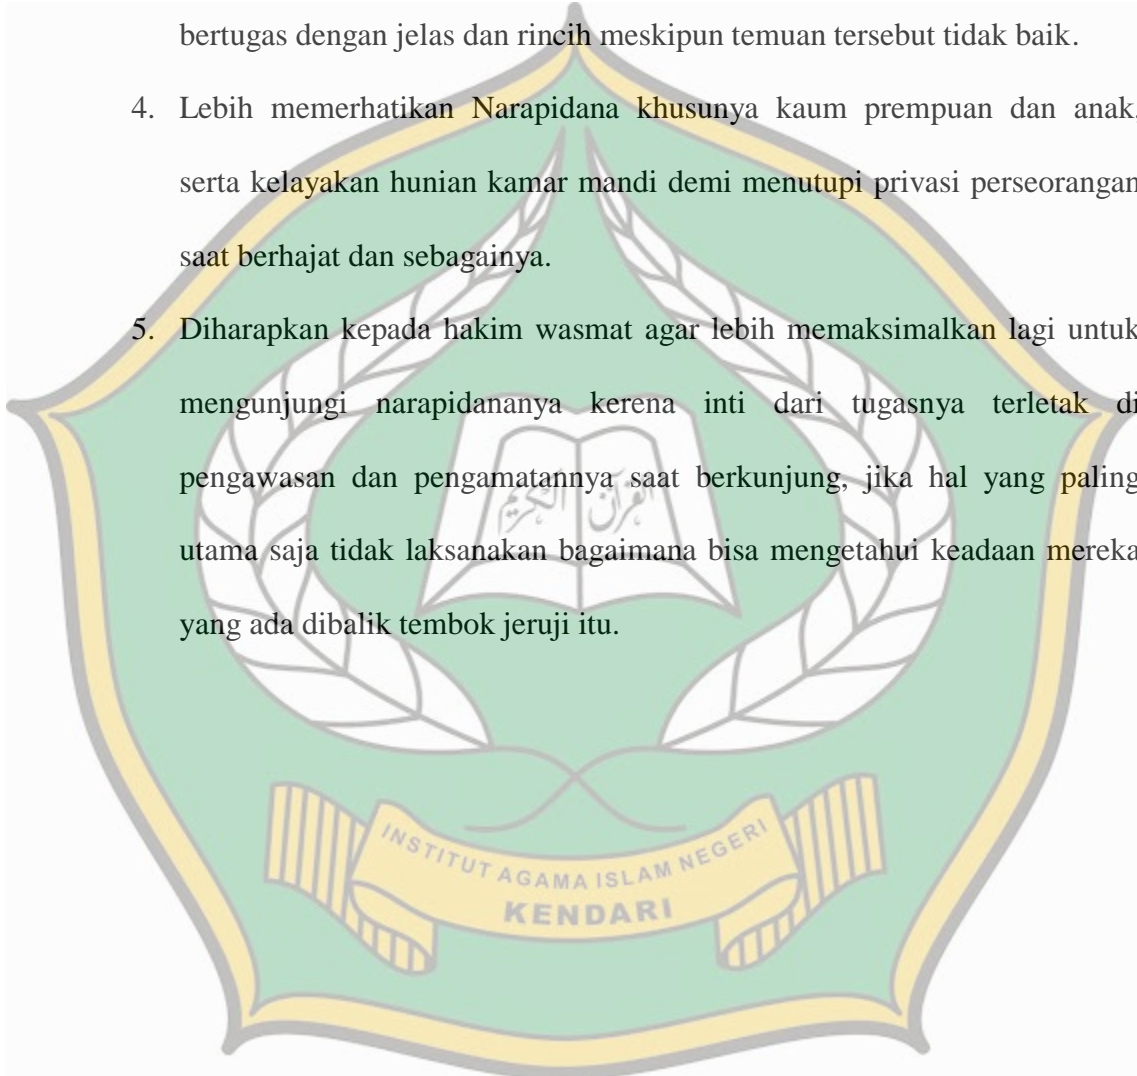 bertugas dengan jelas dan rincih meskipun temuan tersebut tidak baik.
4. Lebih memerhatikan Narapidana khusunya kaum prempuan dan anak,
serta kelayakan hunian kamar mandi demi menutupi privasi perseorangan
saat berhajat dan sebagainya.
5. Diharapkan kepada hakim wasmat agar lebih memaksimalkan lagi untuk
mengunjungi narapidananya kerena inti dari tugasnya terletak di
pengawasan dan pengamatannya saat berkunjung, jika hal yang paling
utama saja tidak laksanakan bagaimana bisa mengetahui keadaan mereka
yang ada dibalik tembok jeruji itu.
القرآن الكريم
INSTITUT AGAMA ISLAM NEGERI
KENDARI